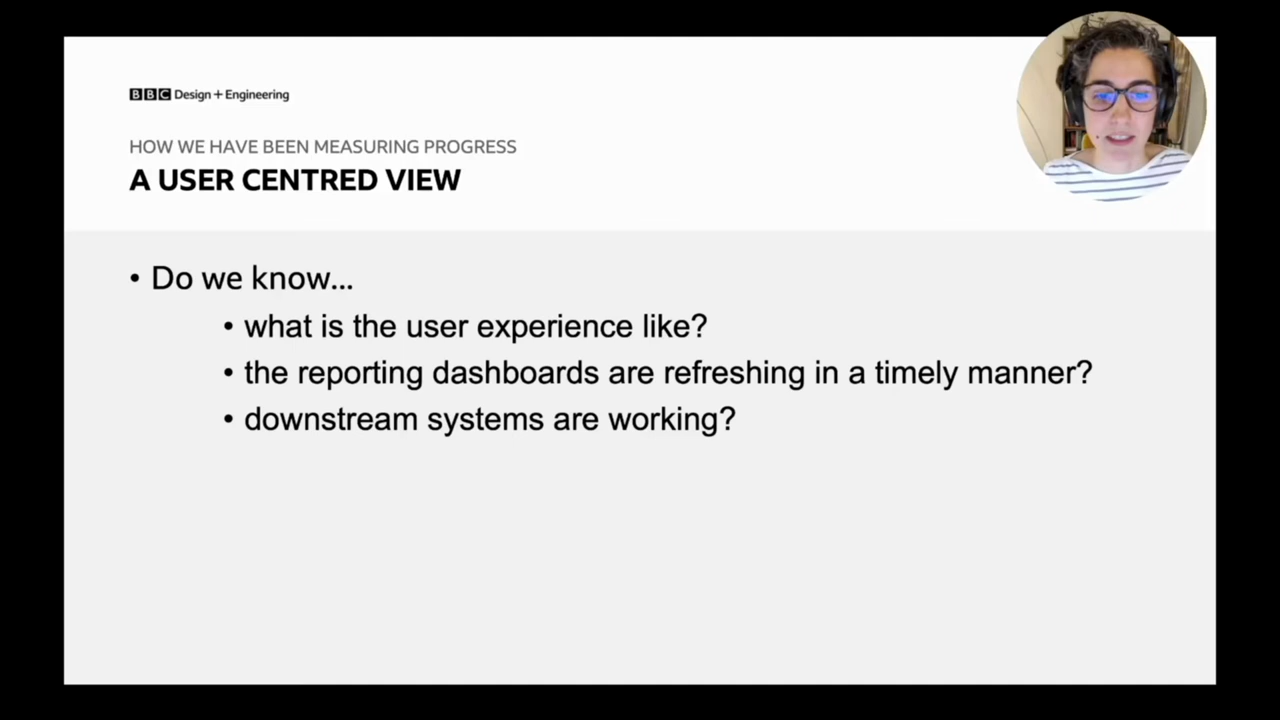 BBC Design + Engineering
HOW WE HAVE BEEN MEASURING PROGRESS
A USER CENTRED VIEW
• Do we know...
• what is the user experience like?
• the reporting dashboards are refreshing in a timely manner?
• downstream systems are working?